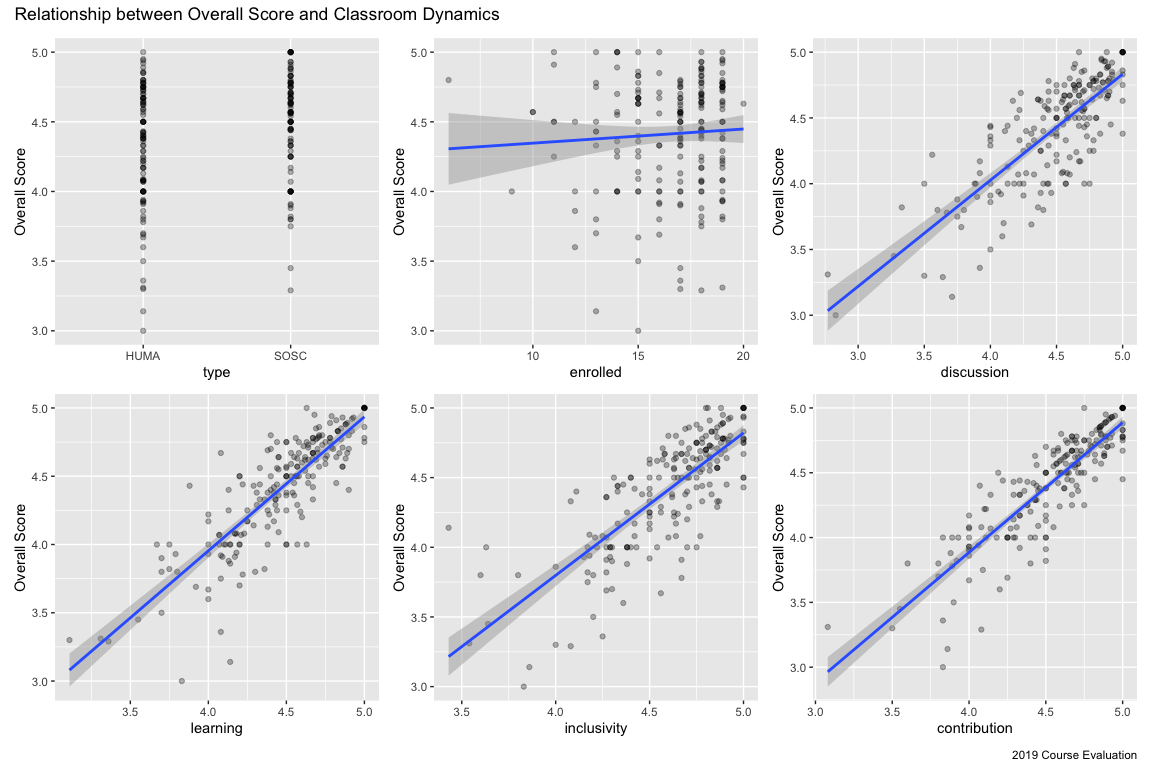 Relationship between Overall Score and Classroom Dynamics
5.0
4.5
4.0
3.5
3.0
Overall Score
HUMA SOSC
type
5.0
4.5
4.0
3.5
3.0
Overall Score
10 15 20
enrolled
5.0
4.5
4.0
3.5
3.0
Overall Score
3.0 3.5 4.0 4.5 5.0
discussion
5.0
4.5
4.0
3.5
3.0
Overall Score
3.5 4.0 4.5 5.0
learning
5.0
4.5
4.0
3.5
3.0
Overall Score
3.5 4.0 4.5 5.0
inclusivity
5.0
4.5
4.0
3.5
3.0
Overall Score
3.0 3.5 4.0 4.5 5.0
contribution
2019 Course Evaluation